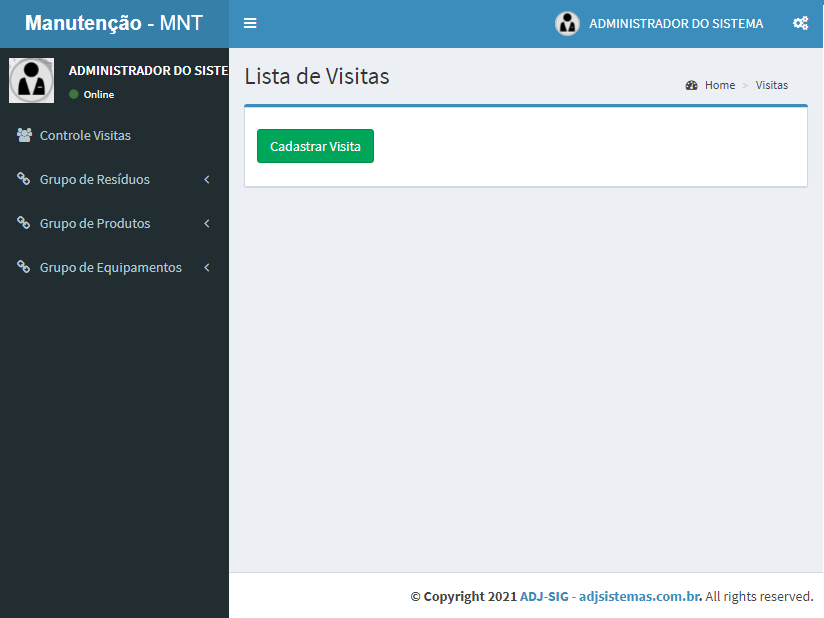 Manutenção - MNT
ADMINISTRADOR DO SISTEMA
ADMINISTRADOR DO SISTE
Online
Controle Visitas
Grupo de Resíduos
Grupo de Produtos
Grupo de Equipamentos
Lista de Visitas
Home > Visitas
Cadastrar Visita
© Copyright 2021 ADJ-SIG - adjsistemas.com.br. All rights reserved.